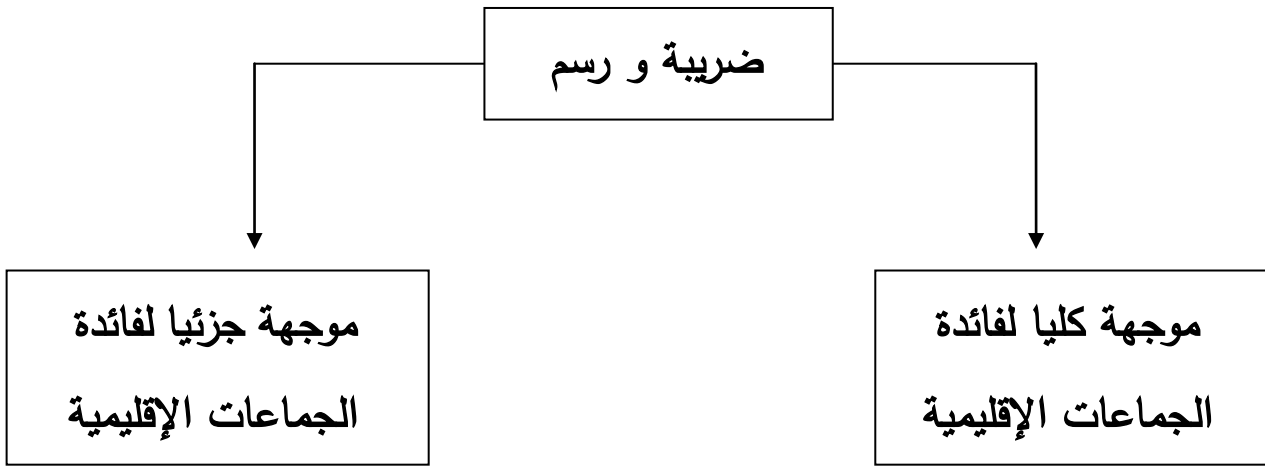 ضريبة و رسم
موجهة كليا لفائدة
الجماعات الإقليمية
موجهة جزئيا لفائدة
الجماعات الإقليمية